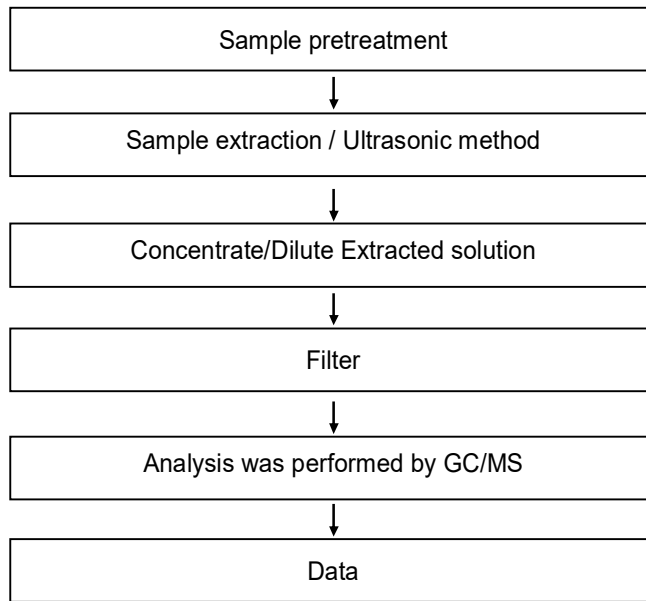 Sample pretreatment
Sample extraction / Ultrasonic method
Concentrate/Dilute Extracted solution
Filter
Analysis was performed by GC/MS
Data